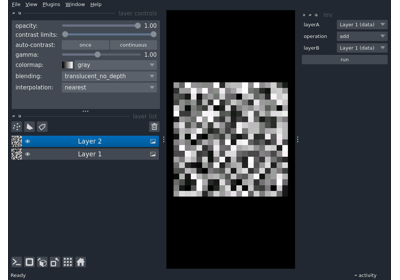 File View Plugins Window Help
layer controls
opacity: 1.00
contrast limits:
auto-contrast: once continuous
gamma: 1.00
colormap: gray
blending: translucent_no_depth
interpolation: nearest
layer list
Layer 2
Layer 1
layerA Layer 1 (data)
operation add
layerB Layer 1 (data)
run
Ready
activity